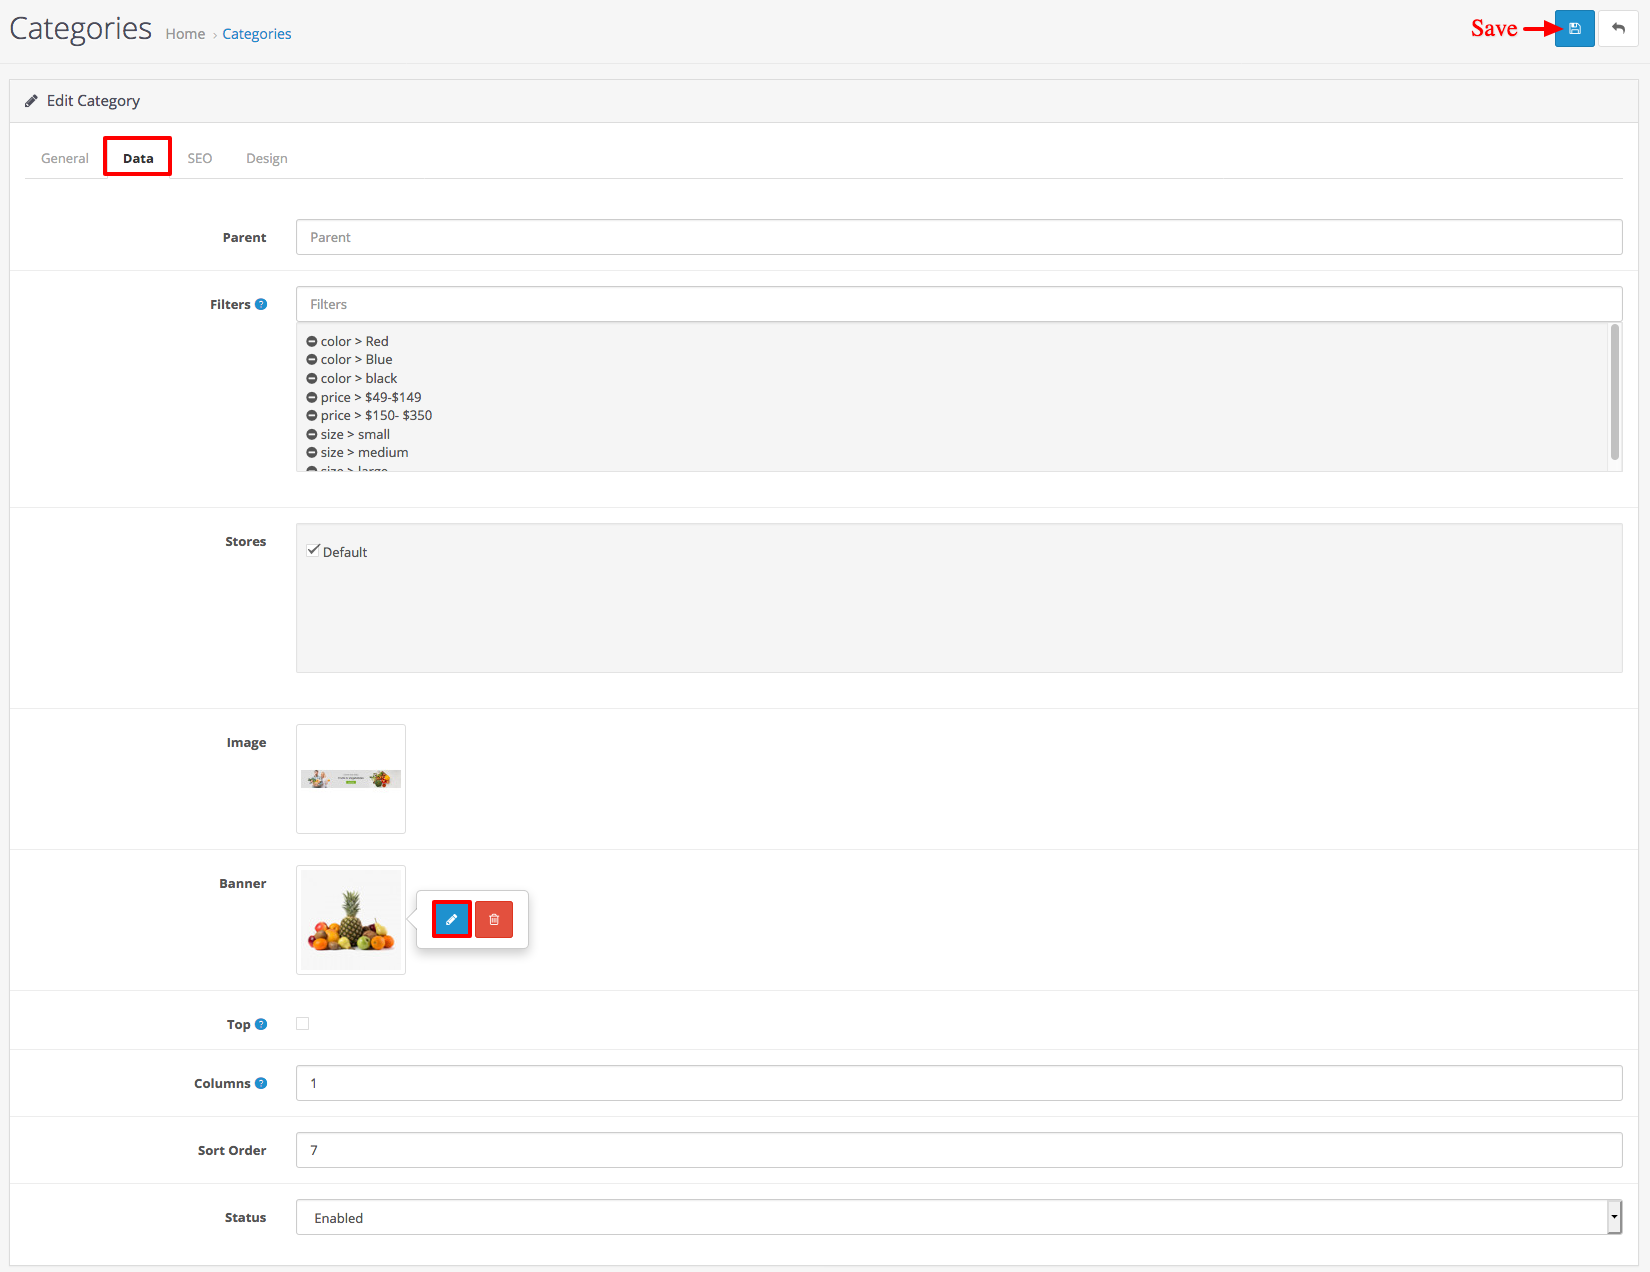 Categories Home › Categories
Save
Edit Category
General Data SEO Design
Parent Parent
Filters ? Filters
color > Red
color > Blue
color > black
price > $49-$149
price > $150- $350
size > small
size > medium
size > large
Stores
Default
Image
Banner
Top ?
Columns ? 1
Sort Order 7
Status Enabled